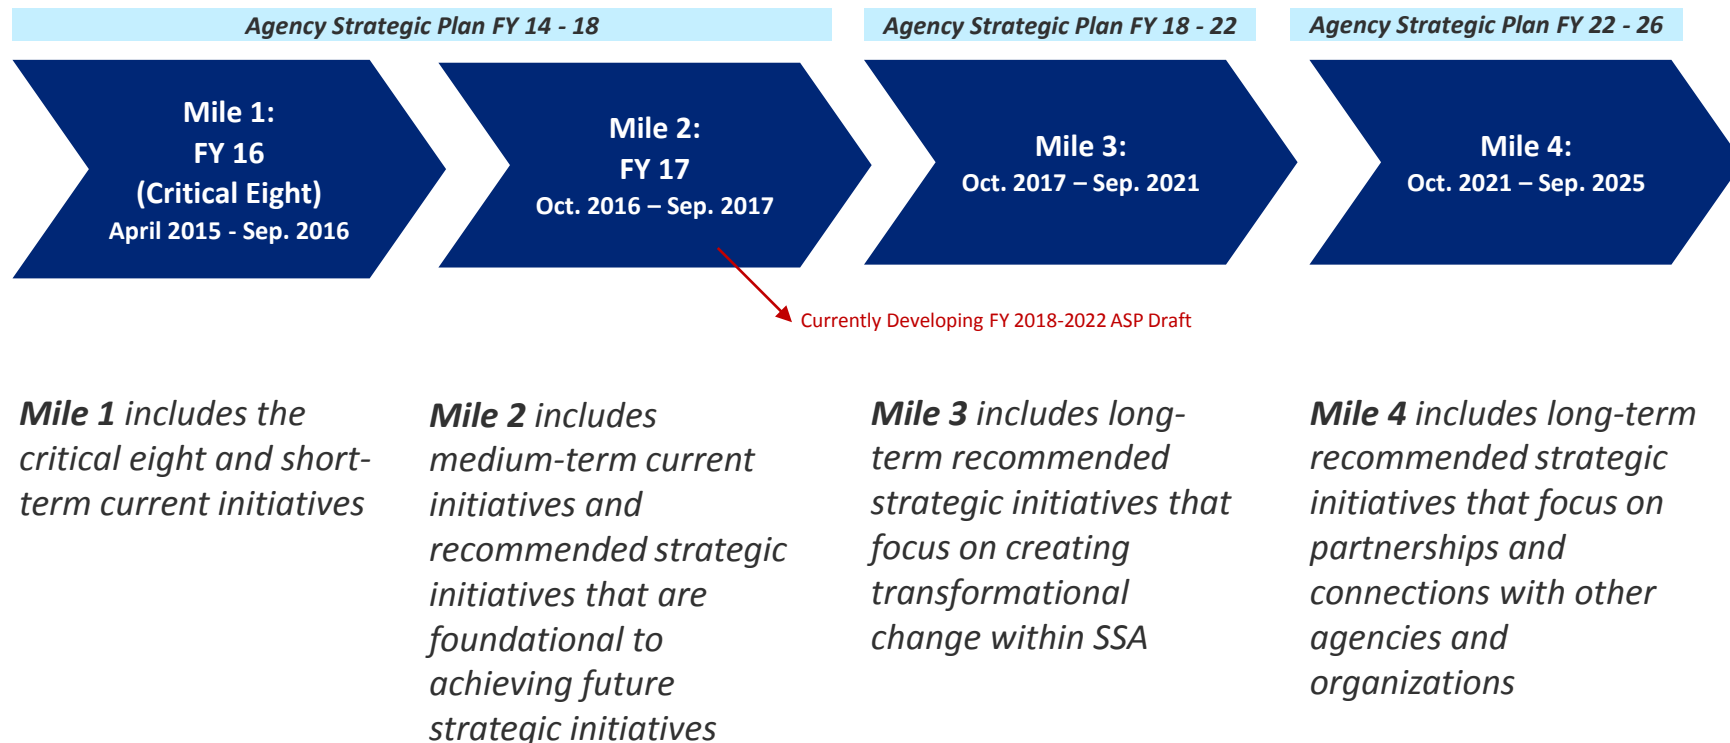 Agency Strategic Plan FY 14 - 18
Agency Strategic Plan FY 18 - 22
Agency Strategic Plan FY 22 - 26
Mile 1:
FY 16
(Critical Eight)
April 2015 - Sep. 2016
Mile 2:
FY 17
Oct. 2016 – Sep. 2017
Mile 3:
Oct. 2017 – Sep. 2021
Mile 4:
Oct. 2021 – Sep. 2025
Currently Developing FY 2018-2022 ASP Draft
Mile 1 includes the
critical eight and short-
term current initiatives
Mile 2 includes
medium-term current
initiatives and
recommended strategic
initiatives that are
foundational to
achieving future
strategic initiatives
Mile 3 includes long-
term recommended
strategic initiatives that
focus on creating
transformational
change within SSA
Mile 4 includes long-term
recommended strategic
initiatives that focus on
partnerships and
connections with other
agencies and
organizations